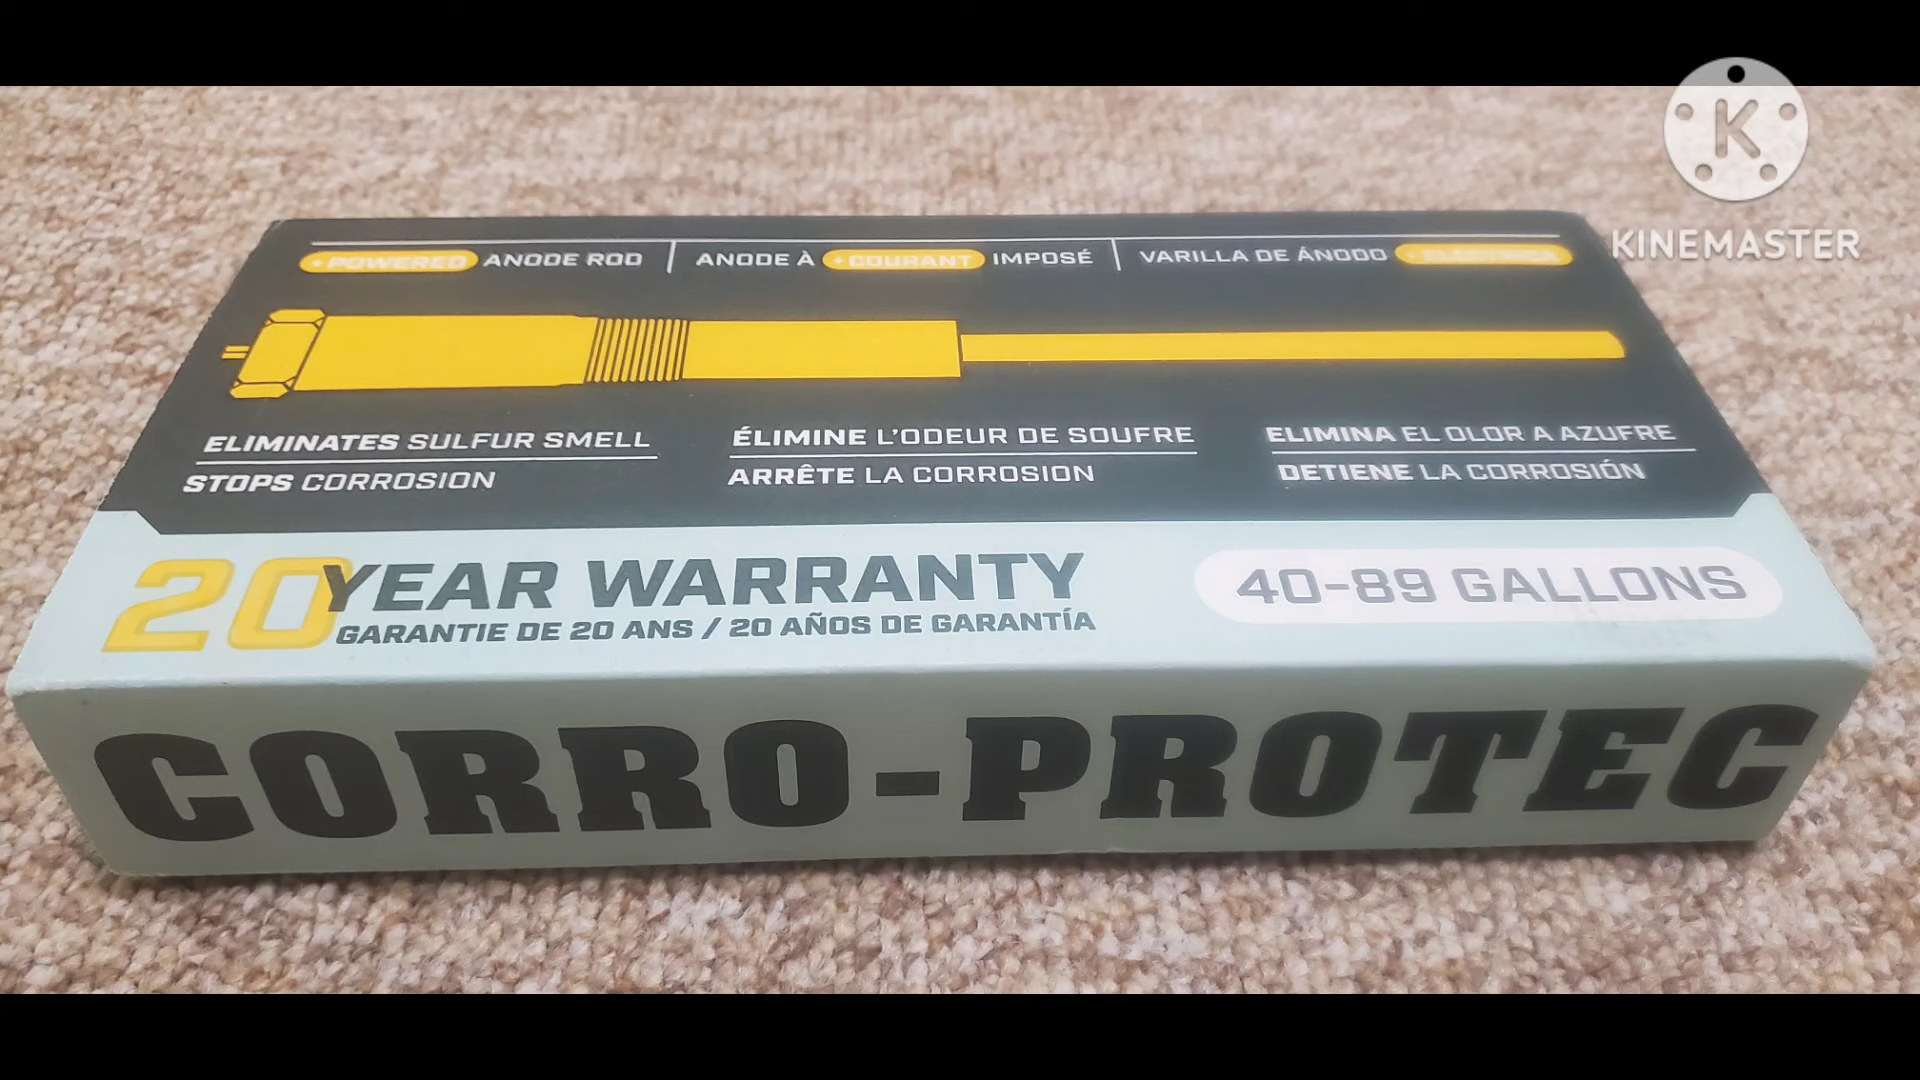 K
KINEMASTER
+POWERED ANODE ROD
ANODE À +COURANT IMPOSÉ
VARILLA DE ÁNODO
ELIMINATES SULFUR SMELL
STOPS CORROSION
ÉLIMINE L'ODEUR DE SOUFRE
ARRÊTE LA CORROSION
ELIMINA EL OLOR A AZUFRE
DETIENE LA CORROSIÓN
20 YEAR WARRANTY
GARANTIE DE 20 ANS / 20 AÑOS DE GARANTÍA
40-89 GALLONS
CORRO-PROTEC